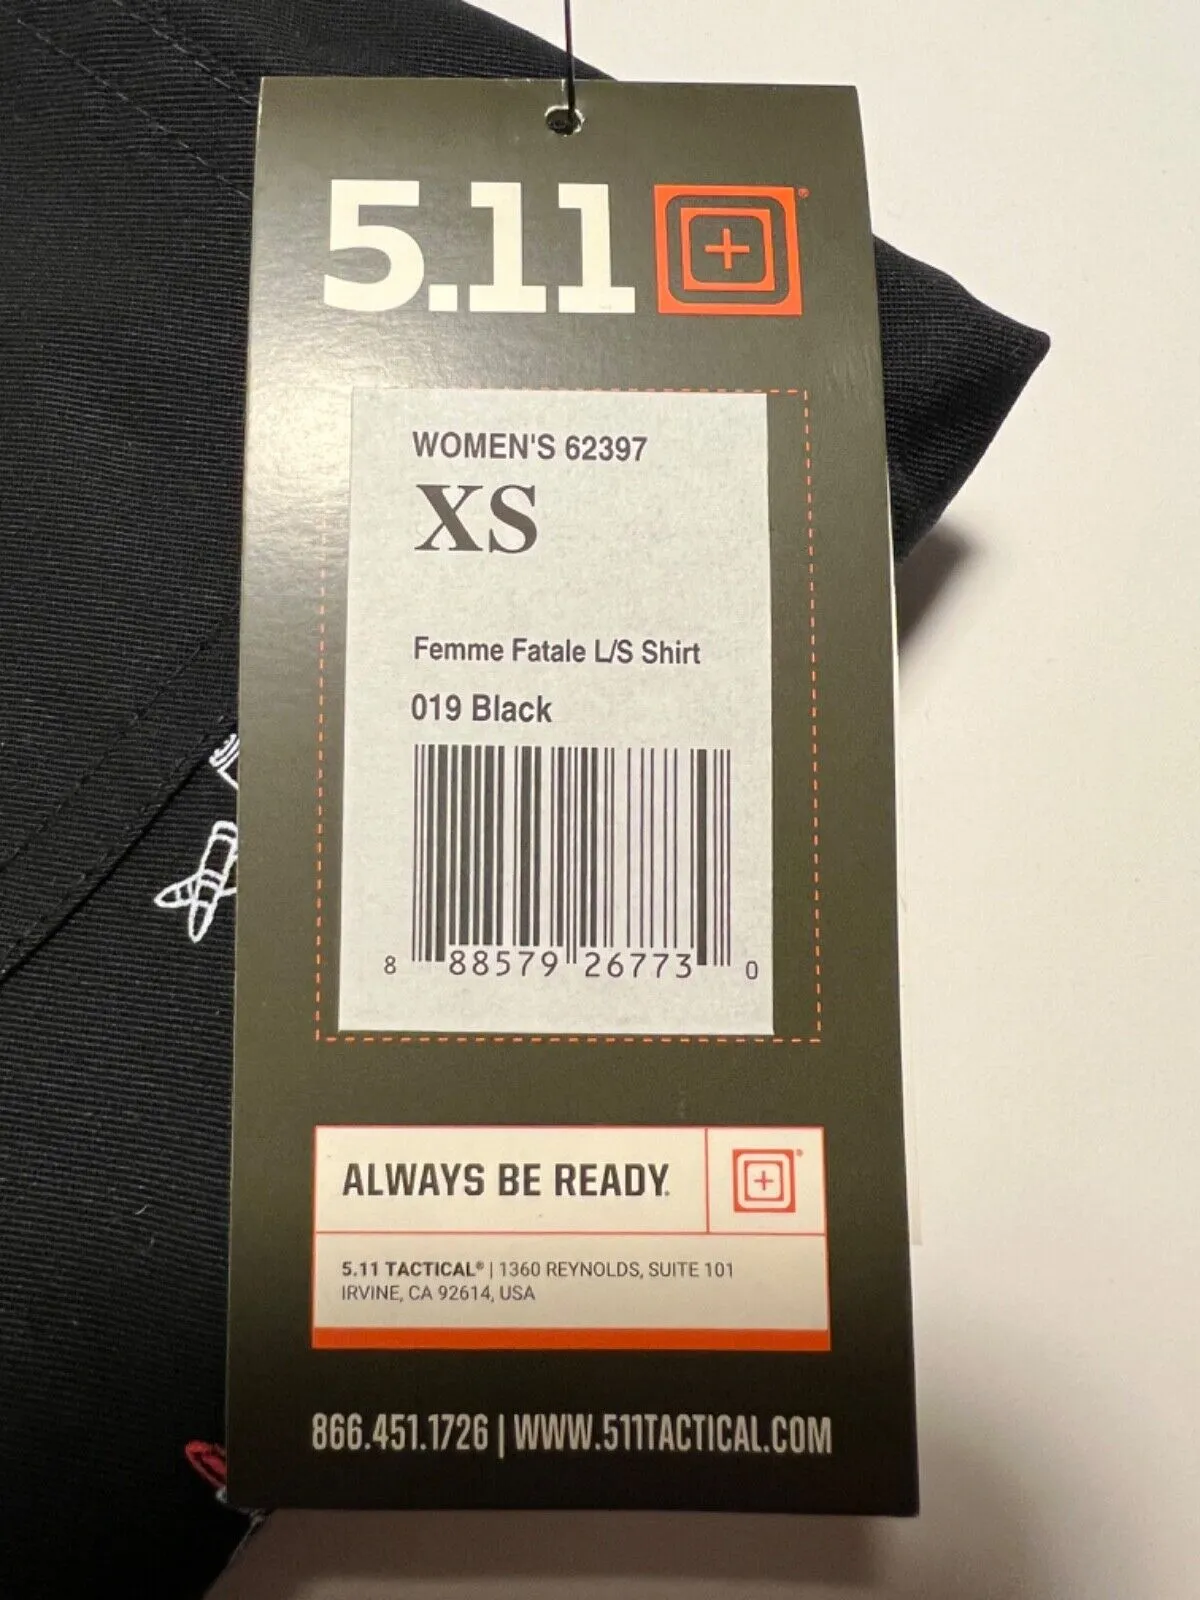 5.11 ®
WOMEN'S 62397
XS
Femme Fatale L/S Shirt
019 Black
8 88579 26773 0
ALWAYS BE READY. ®
5.11 TACTICAL® | 1360 REYNOLDS, SUITE 101
IRVINE, CA 92614, USA
866.451.1726 | WWW.511TACTICAL.COM